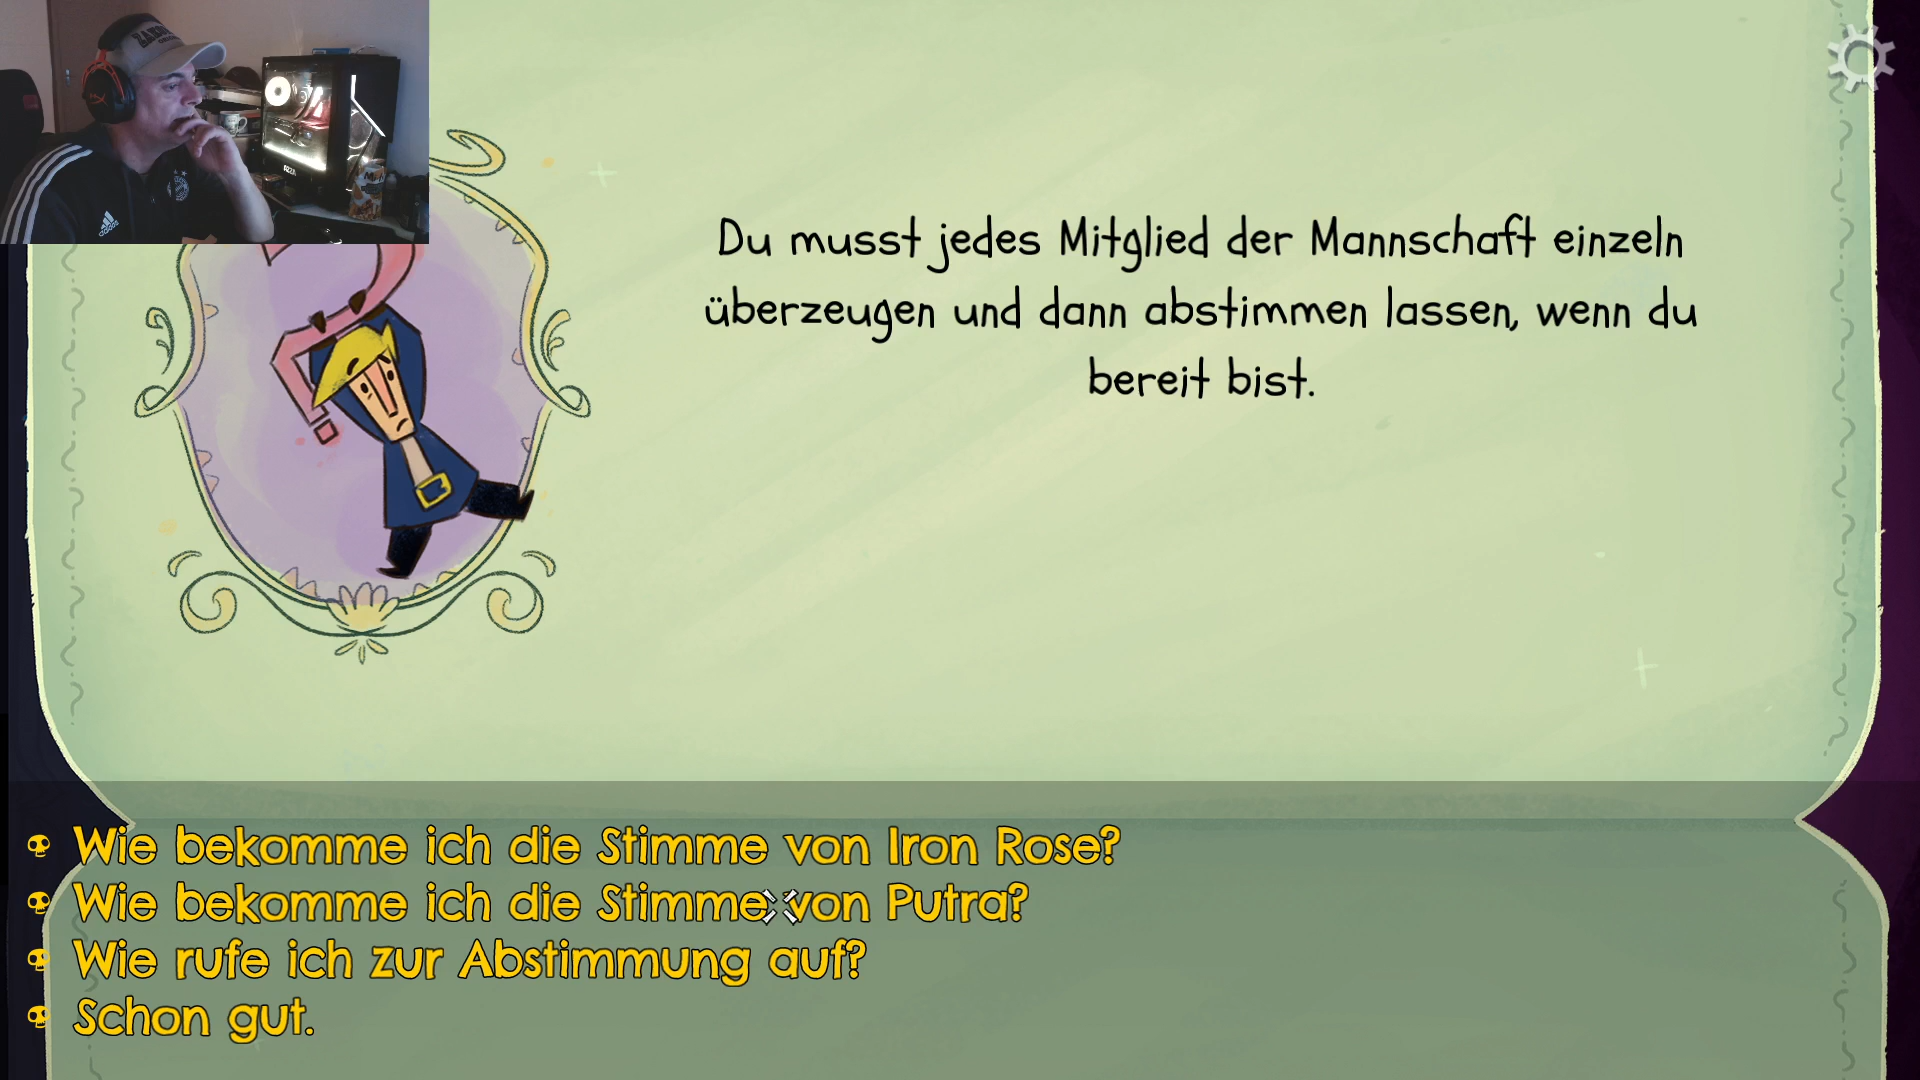 adidas
Du musst jedes Mitglied der Mannschaft einzeln
überzeugen und dann abstimmen lassen, wenn du
bereit bist.
Wie bekomme ich die Stimme von Iron Rose?
Wie bekomme ich die Stimme von Putra?
Wie rufe ich zur Abstimmung auf?
Schon gut.